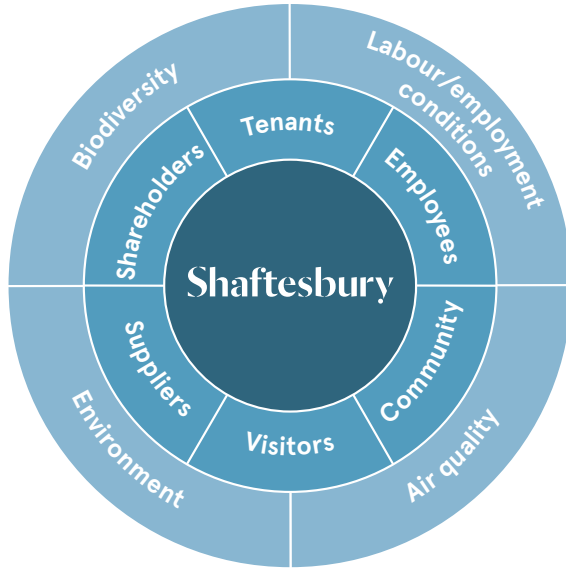 Biodiversity
Labour/employment
conditions
Tenants
Shareholders
Employees
Shaftesbury
Suppliers
Community
Visitors
Environment
Air quality